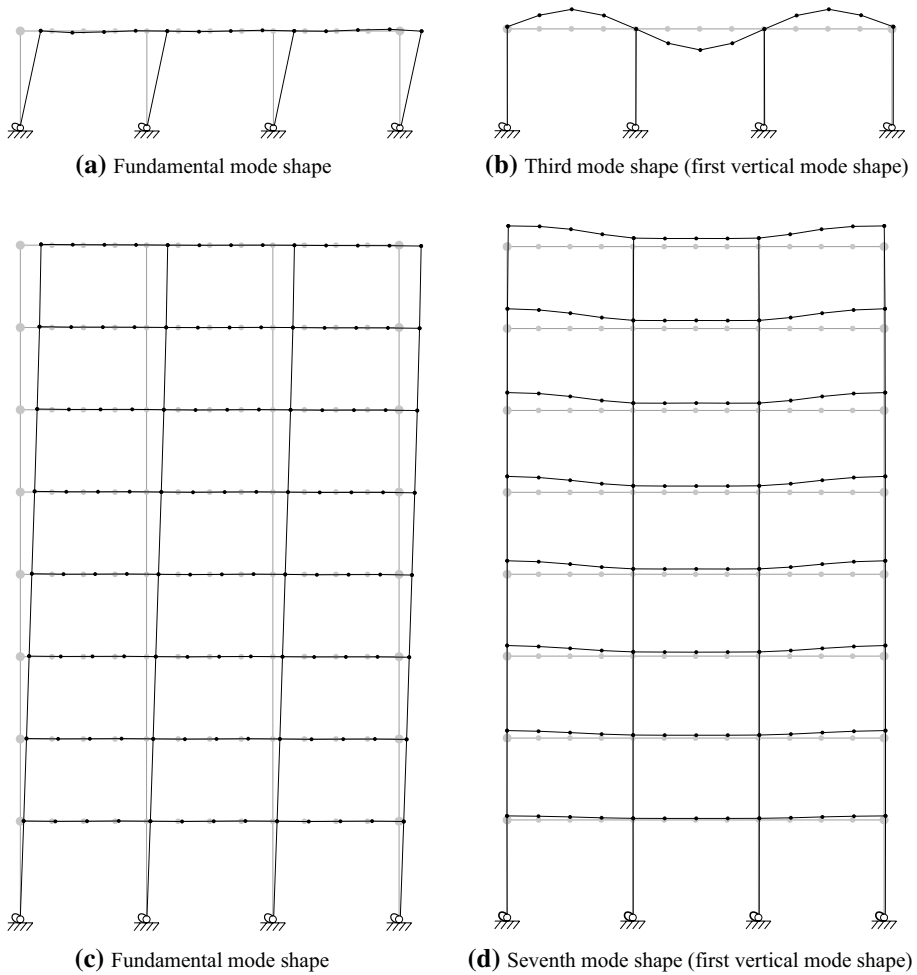 (a) Fundamental mode shape
(b) Third mode shape (first vertical mode shape)
(c) Fundamental mode shape
(d) Seventh mode shape (first vertical mode shape)